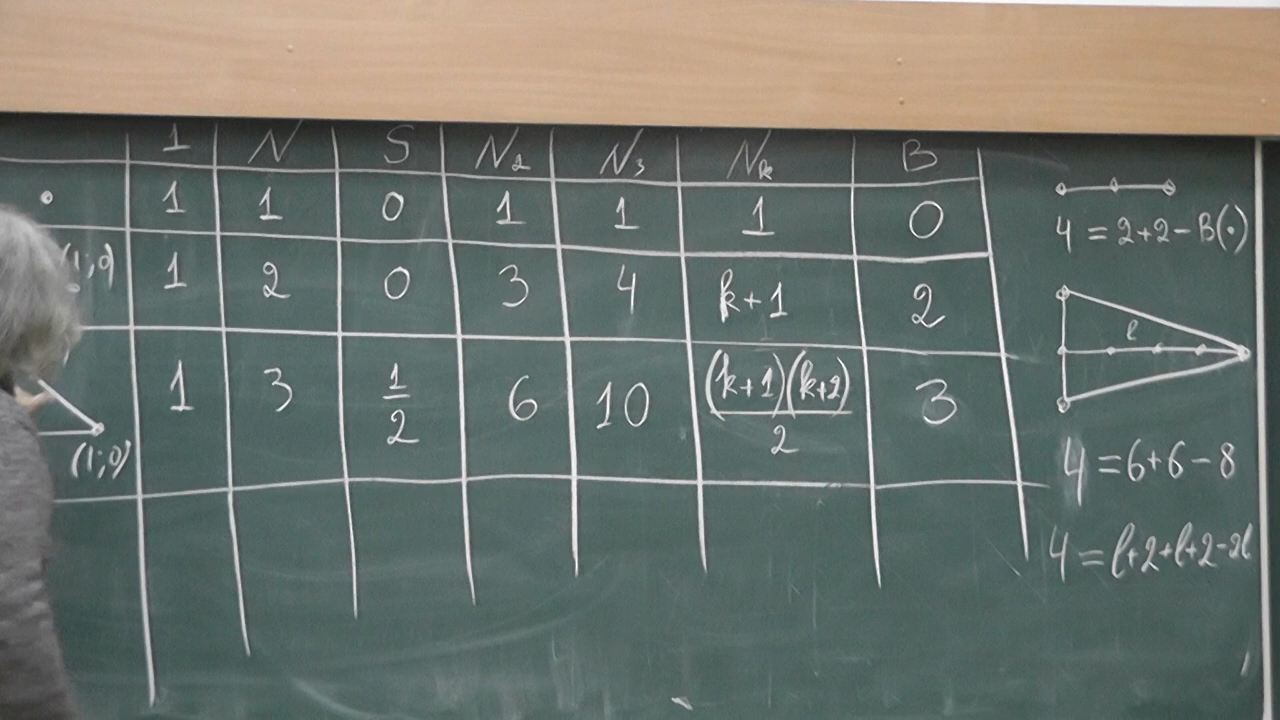 1 N S N₂ N₃ Nₖ B
1 1 0 1 1 1 0
(1;0) 1 2 0 3 4 k+1 2
1 3 1/2 6 10 (k+1)(k+2)/2 3
(1;0)
4 = 2+2-B(·)
l
4 = 6+6-8
4 = l+2+l+2-2l